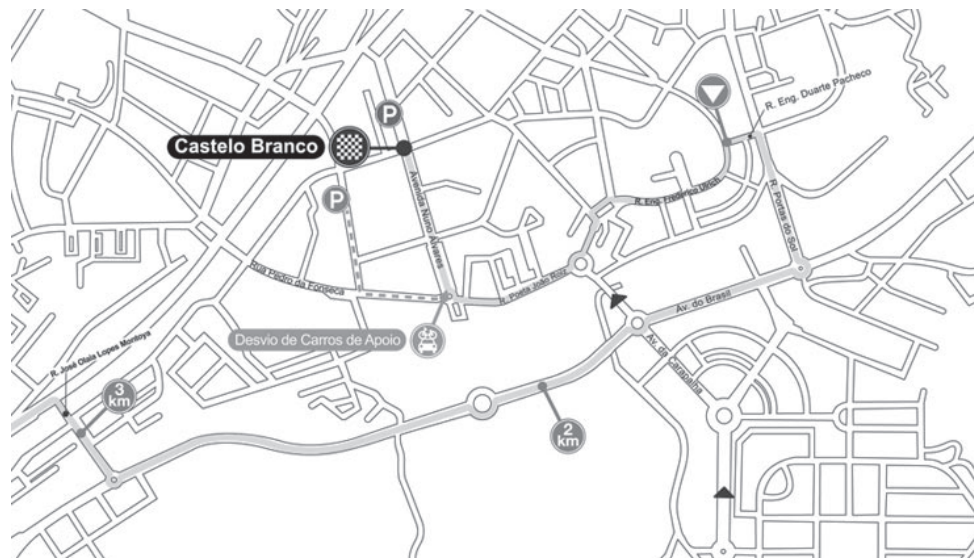 R. Eng. Duarte Pacheco
P
Castelo Branco
Avenida Nuno Álvares
P
R. Eng. Frederico Ulrich
R. Portas do Sol
Rua Pedro da Fonseca
r. Poeta João Roiz
Av. do Brasil
Desvio de Carros de Apoio
Av. da Carapalha
R. José Olaia Lopes Montoya
3
km
2
km